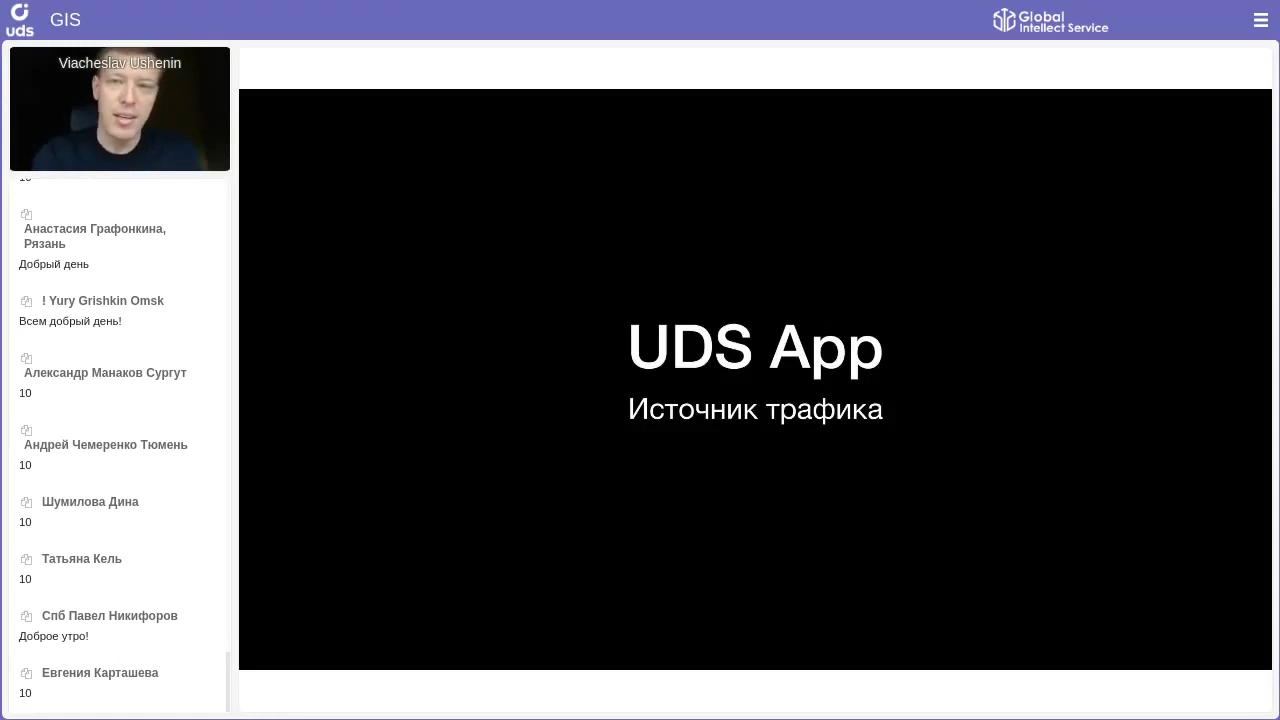 uds
GIS
Global
Intellect Service
Viacheslav Ushenin
10
Анастасия Графонкина,
Рязань
Добрый день
! Yury Grishkin Omsk
Всем добрый день!
Александр Манаков Сургут
10
Андрей Чемеренко Тюмень
10
Шумилова Дина
10
Татьяна Кель
10
Спб Павел Никифоров
Доброе утро!
Евгения Карташева
10
UDS App
Источник трафика